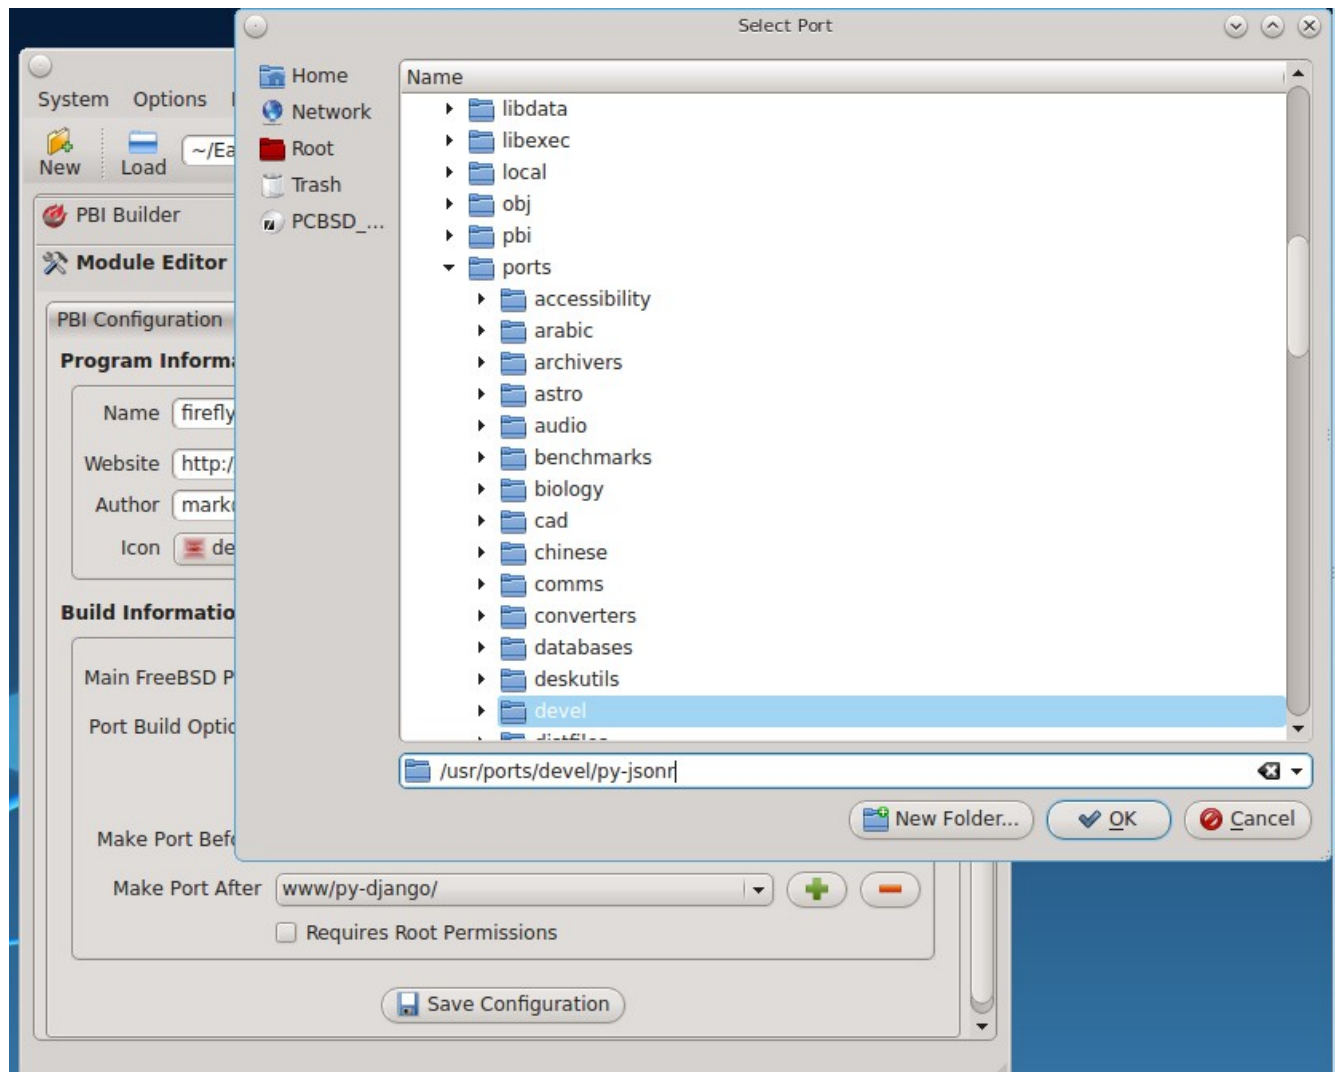 Select Port
Home
Network
Root
Trash
PCBSD_...
Name
libdata
libexec
local
obj
pbi
ports
accessibility
arabic
archivers
astro
audio
benchmarks
biology
cad
chinese
comms
converters
databases
deskutils
devel
distfiles
/usr/ports/devel/py-jsonr
New Folder...
OK
Cancel
System Options
New Load ~/Ea
PBI Builder
Module Editor
PBI Configuration
Program Informa
Name firefly
Website http:/
Author mark
Icon de
Build Informatio
Main FreeBSD P
Port Build Optio
Make Port Befo
Make Port After www/py-django/
Requires Root Permissions
Save Configuration